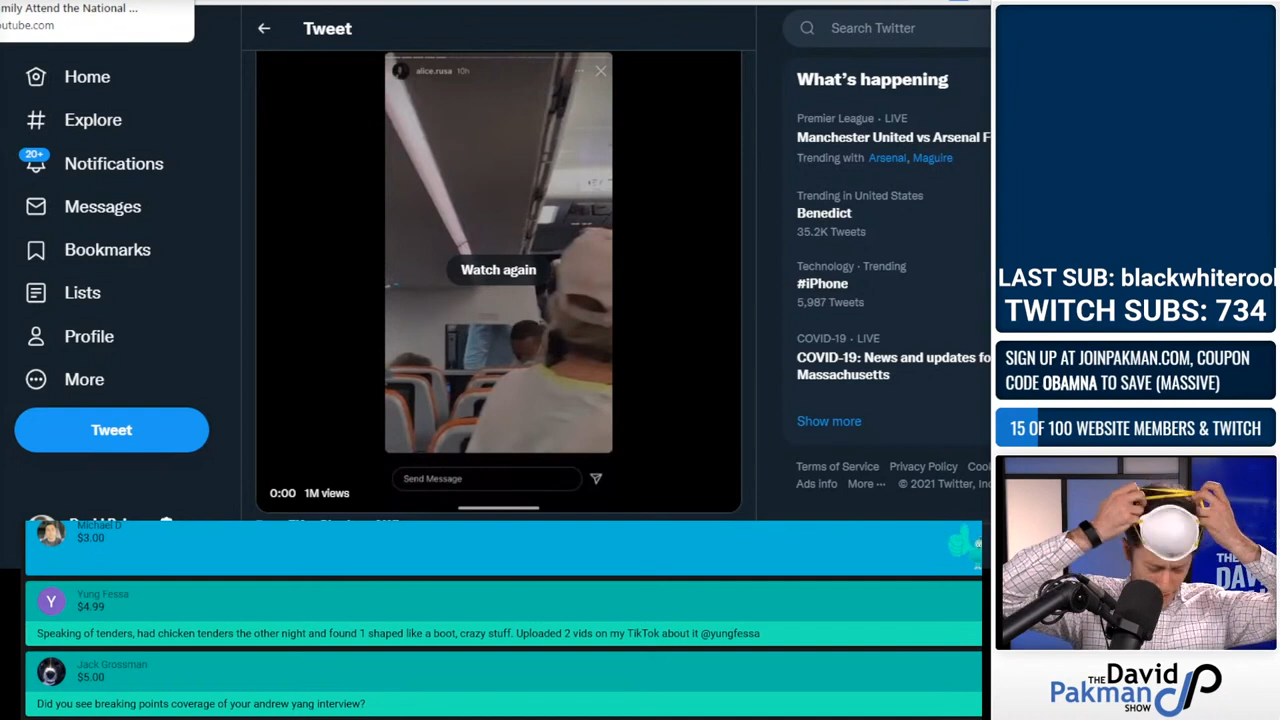 mily Attend the National ...
outube.com
Home
Explore
20+
Notifications
Messages
Bookmarks
Lists
Profile
More
Tweet
Tweet
alice.rusa 10h
Watch again
Send Message
0:00 1M views
Search Twitter
What's happening
Premier League · LIVE
Manchester United vs Arsenal F
Trending with Arsenal, Maguire
Trending in United States
Benedict
35.2K Tweets
Technology · Trending
#iPhone
5,987 Tweets
COVID-19 · LIVE
COVID-19: News and updates fo
Massachusetts
Show more
Terms of Service Privacy Policy Cool
Ads info More ··· © 2021 Twitter, In
Michael D
$3.00
Y
Yung Fessa
$4.99
Speaking of tenders, had chicken tenders the other night and found 1 shaped like a boot, crazy stuff. Uploaded 2 vids on my TikTok about it @yungfessa
Jack Grossman
$5.00
Did you see breaking points coverage of your andrew yang interview?
LAST SUB: blackwhiterool
TWITCH SUBS: 734
SIGN UP AT JOINPAKMAN.COM, COUPON
CODE OBAMNA TO SAVE (MASSIVE)
15 OF 100 WEBSITE MEMBERS & TWITCH
THE
DAV
THE David
Pakman
SHOW